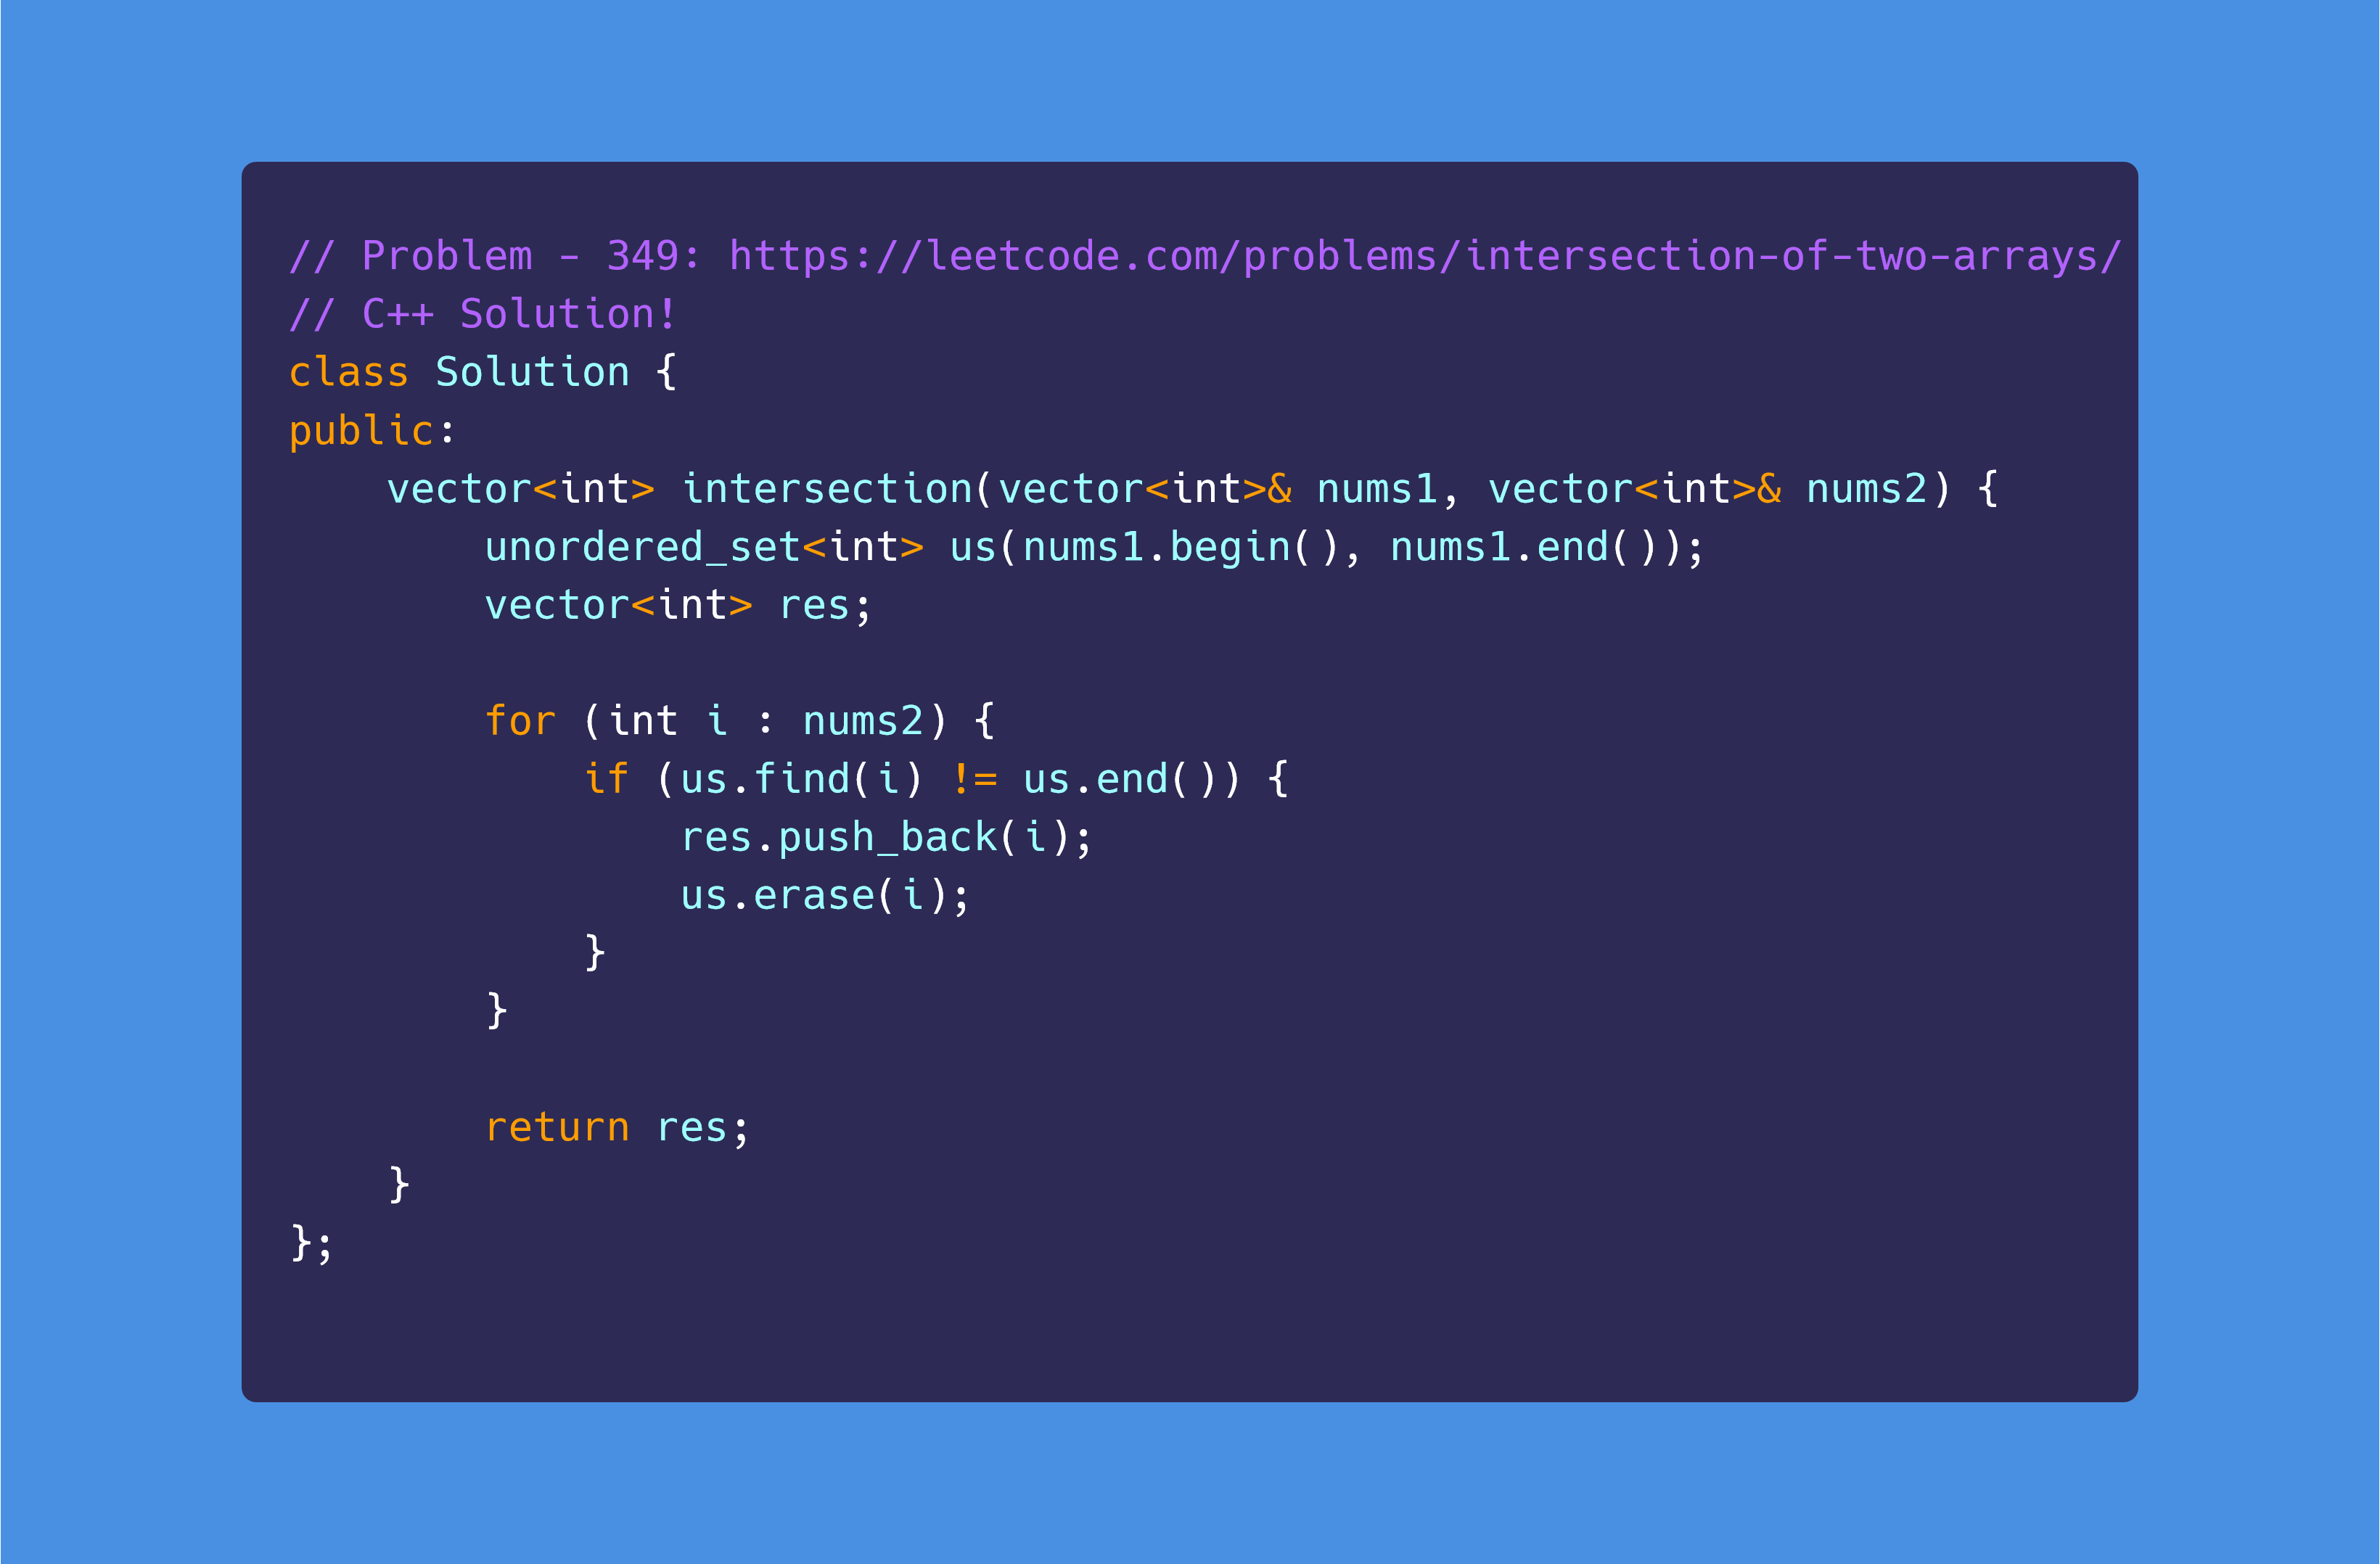 // Problem - 349: https://leetcode.com/problems/intersection-of-two-arrays/
// C++ Solution!
class Solution {
public:
    vector<int> intersection(vector<int>& nums1, vector<int>& nums2) {
        unordered_set<int> us(nums1.begin(), nums1.end());
        vector<int> res;

        for (int i : nums2) {
            if (us.find(i) != us.end()) {
                res.push_back(i);
                us.erase(i);
            }
        }

        return res;
    }
};